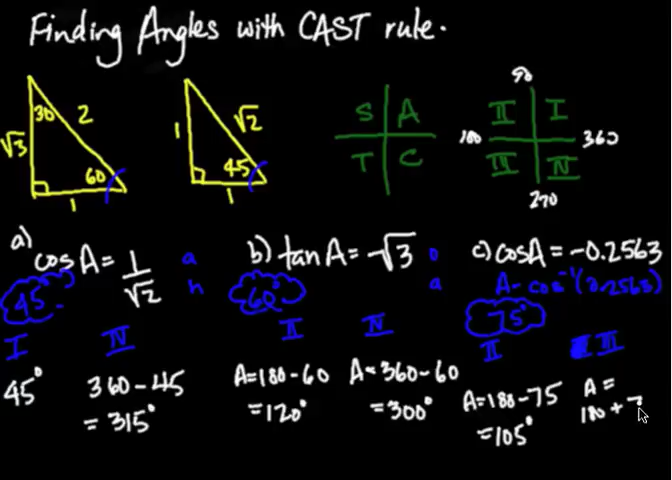 Finding Angles with CAST rule.
30
2
√3
60
1
1
√2
45
1
S A
T C
90
II I
180 360
III IV
270
a) cos A = 1/√2 a h
45°
I IV
45° 360-45
= 315°
b) tan A = -√3 o a
60°
II IV
A = 180 - 60
= 120°
A = 360 - 60
= 300°
c) cos A = -0.2563
A = cos⁻¹(0.2563)
75°
II III
A = 180 - 75
= 105°
A =
180 + 7